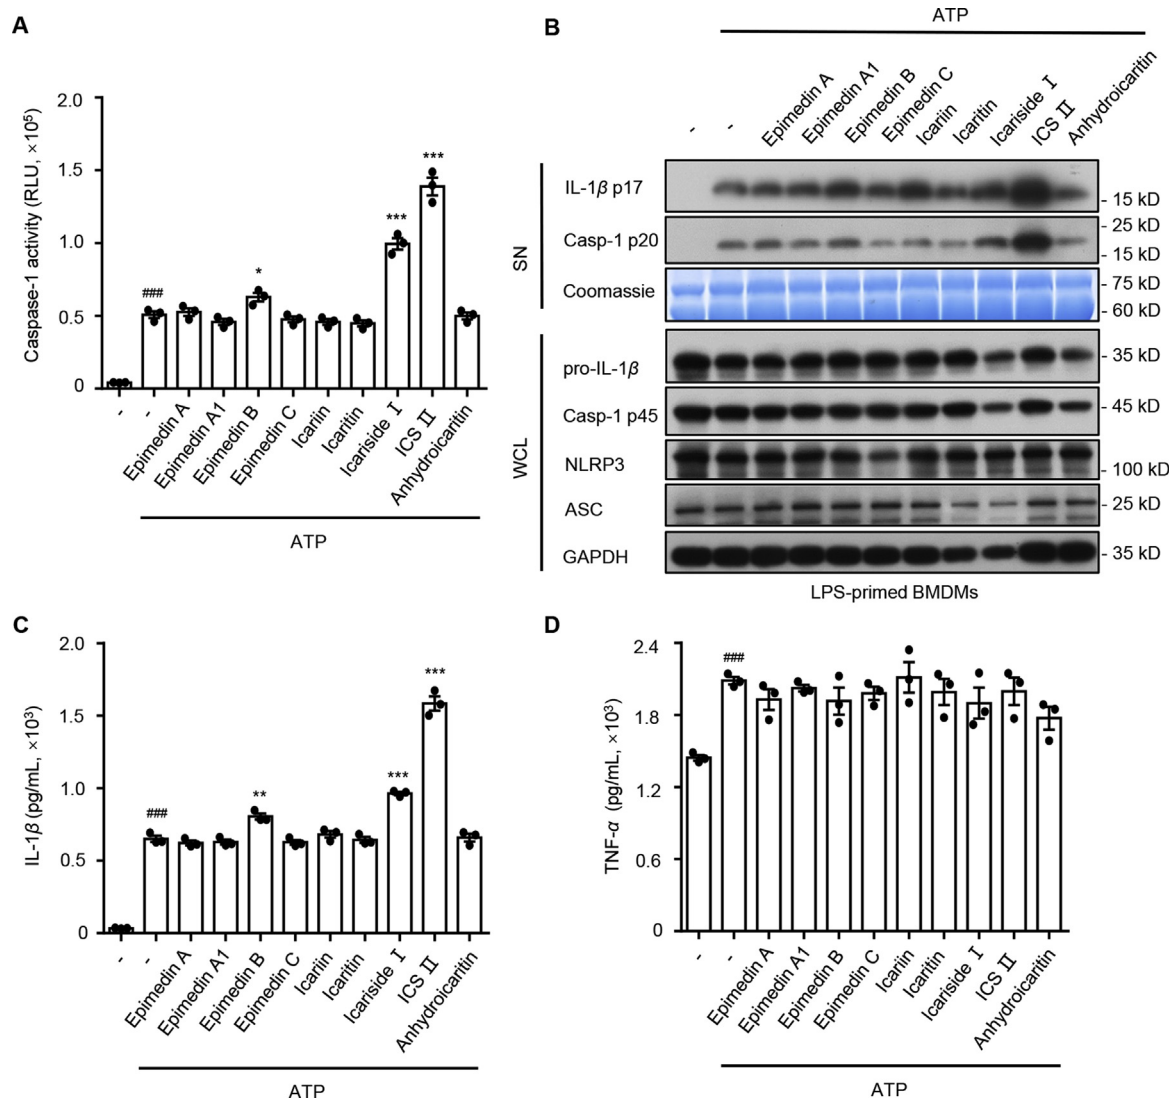 A
Caspase-1 activity (RLU, ×10⁵)
2.0
1.5
1.0
0.5
0
###
*
***
***
-
-
Epimedin A
Epimedin A1
Epimedin B
Epimedin C
Icariin
Icaritin
Icariside I
ICS II
Anhydroicaritin
ATP
B
ATP
-
-
Epimedin A
Epimedin A1
Epimedin B
Epimedin C
Icariin
Icaritin
Icariside I
ICS II
Anhydroicaritin
SN
IL-1β p17
- 15 kD
Casp-1 p20
- 25 kD
- 15 kD
Coomassie
- 75 kD
- 60 kD
WCL
pro-IL-1β
- 35 kD
Casp-1 p45
- 45 kD
NLRP3
- 100 kD
ASC
- 25 kD
GAPDH
- 35 kD
LPS-primed BMDMs
C
IL-1β (pg/mL, ×10³)
2.0
1.5
1.0
0.5
0
###
**
***
***
-
-
Epimedin A
Epimedin A1
Epimedin B
Epimedin C
Icariin
Icaritin
Icariside I
ICS II
Anhydroicaritin
ATP
D
TNF-α (pg/mL, ×10³)
2.4
1.8
1.2
0.6
0
###
-
-
Epimedin A
Epimedin A1
Epimedin B
Epimedin C
Icariin
Icaritin
Icariside I
ICS II
Anhydroicaritin
ATP